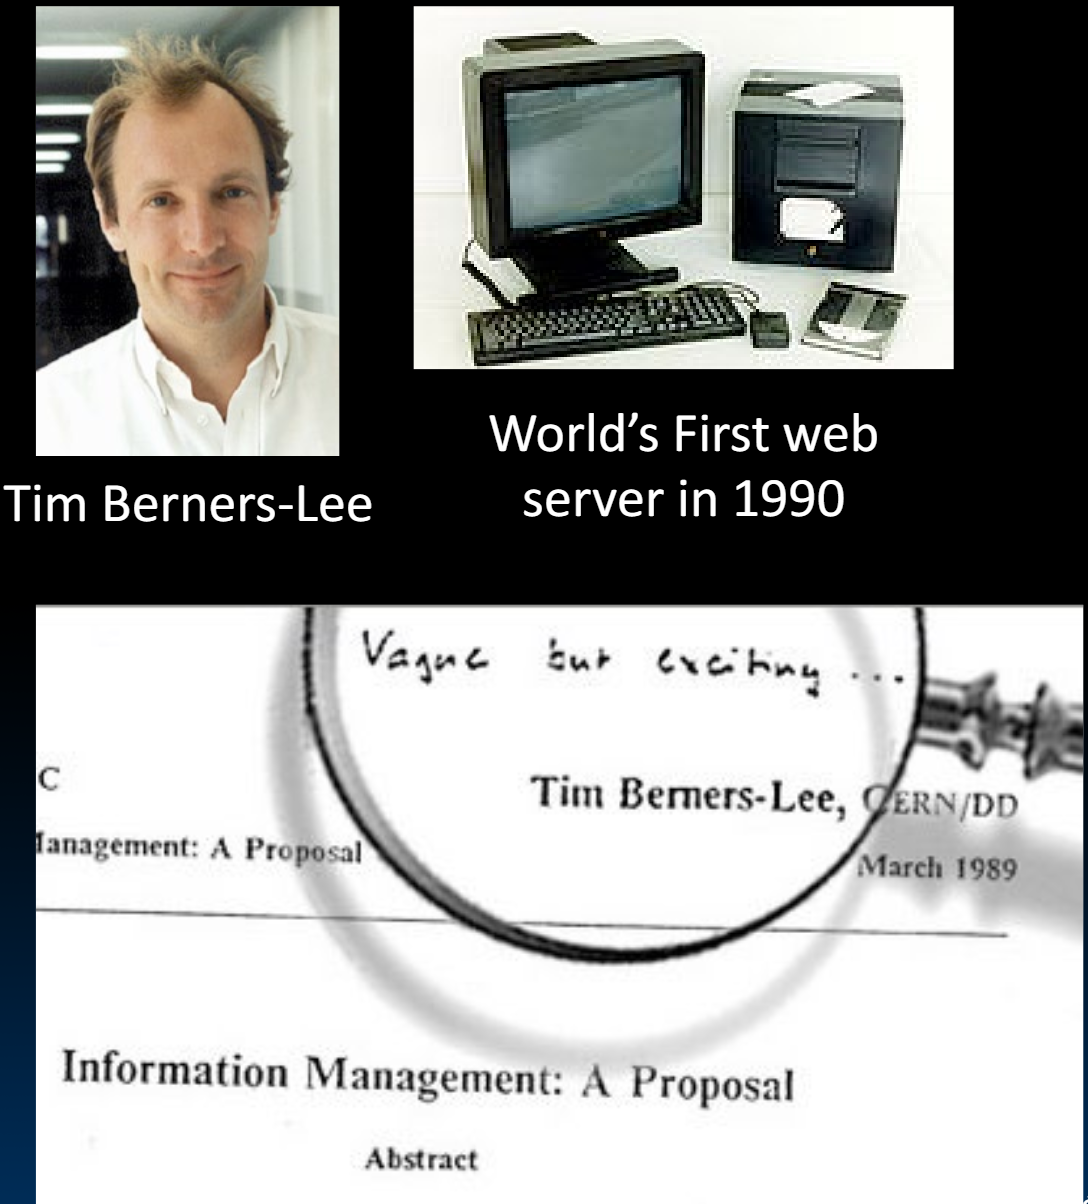 Tim Berners-Lee
World's First web
server in 1990
Vague but exciting ...
C
Tim Berners-Lee, CERN/DD
anagement: A Proposal
March 1989
Information Management: A Proposal
Abstract